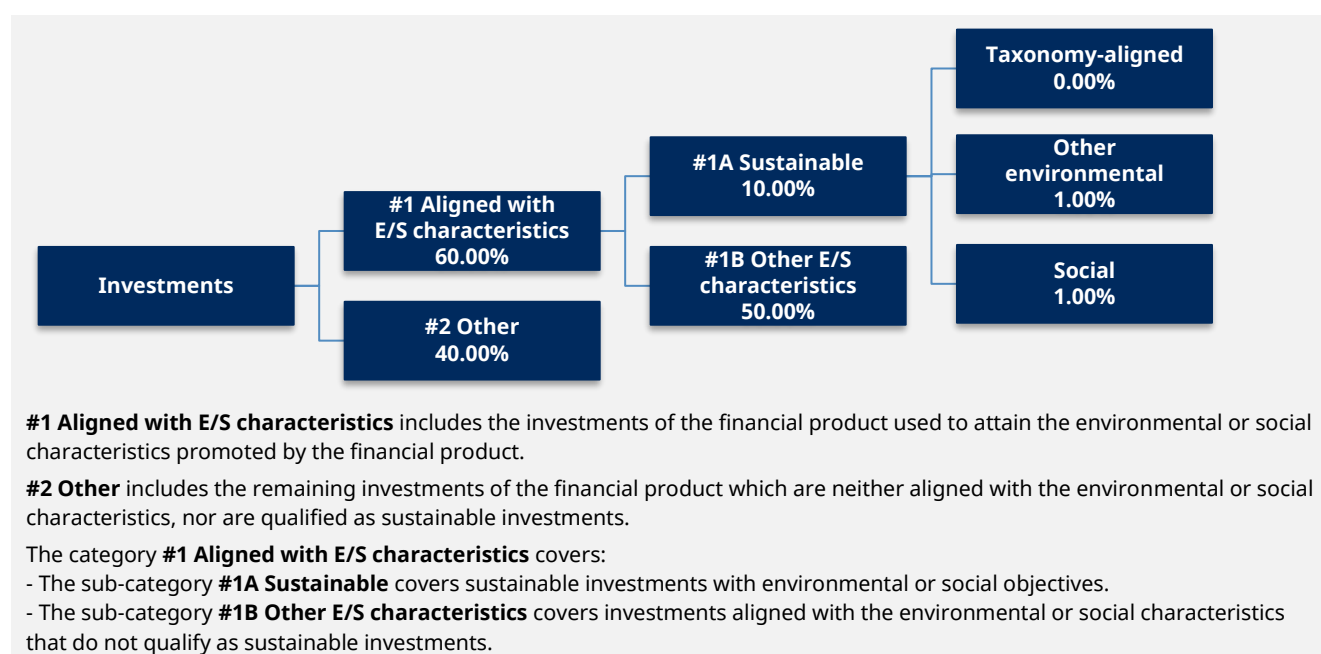 Investments
#1 Aligned with
E/S characteristics
60.00%
#2 Other
40.00%
#1A Sustainable
10.00%
#1B Other E/S
characteristics
50.00%
Taxonomy-aligned
0.00%
Other
environmental
1.00%
Social
1.00%
#1 Aligned with E/S characteristics includes the investments of the financial product used to attain the environmental or social
characteristics promoted by the financial product.
#2 Other includes the remaining investments of the financial product which are neither aligned with the environmental or social
characteristics, nor are qualified as sustainable investments.
The category #1 Aligned with E/S characteristics covers:
- The sub-category #1A Sustainable covers sustainable investments with environmental or social objectives.
- The sub-category #1B Other E/S characteristics covers investments aligned with the environmental or social characteristics
that do not qualify as sustainable investments.